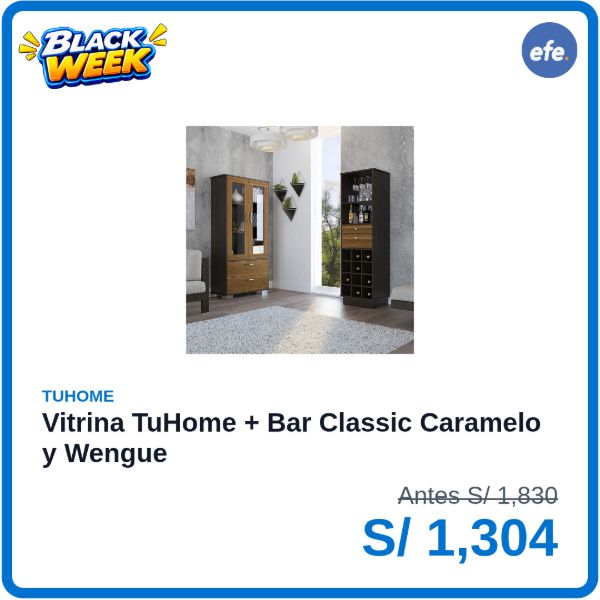 BLACK
WEEK
efe.
TUHOME
Vitrina TuHome + Bar Classic Caramelo
y Wengue
Antes S/ 1,830
S/ 1,304